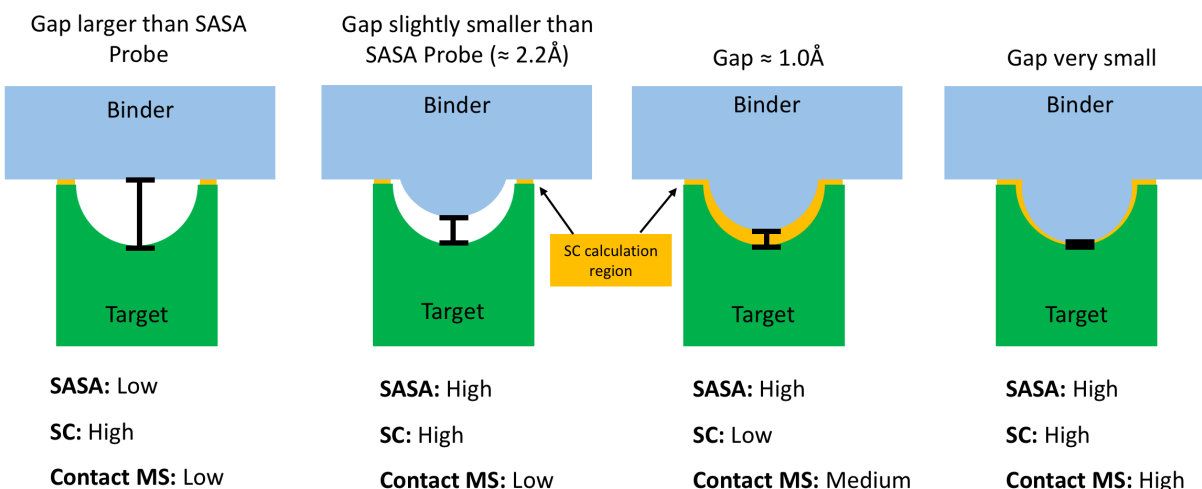 Gap larger than SASA
Probe
Gap slightly smaller than
SASA Probe (≈ 2.2Å)
Gap ≈ 1.0Å
Gap very small
Binder
Binder
Binder
Binder
SC calculation
region
Target
Target
Target
Target
SASA: Low
SC: High
Contact MS: Low
SASA: High
SC: High
Contact MS: Low
SASA: High
SC: Low
Contact MS: Medium
SASA: High
SC: High
Contact MS: High